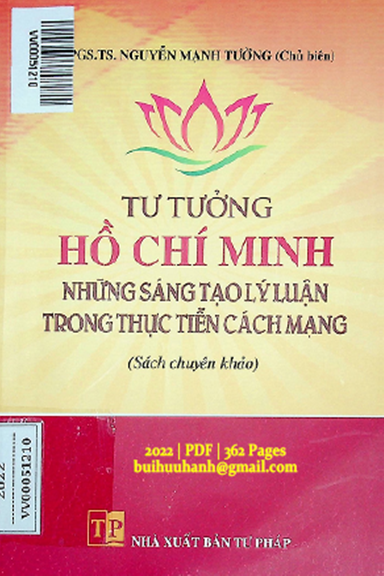 VV00051210
PGS.TS. NGUYỄN MẠNH TƯỜNG (Chủ biên)
TƯ TƯỞNG
HỒ CHÍ MINH
NHỮNG SÁNG TẠO LÝ LUẬN
TRONG THỰC TIỄN CÁCH MẠNG
(Sách chuyên khảo)
2022 | PDF | 362 Pages
buihuuhanh@gmail.com
2022
VV00051210
TP
NHÀ XUẤT BẢN TƯ PHÁP